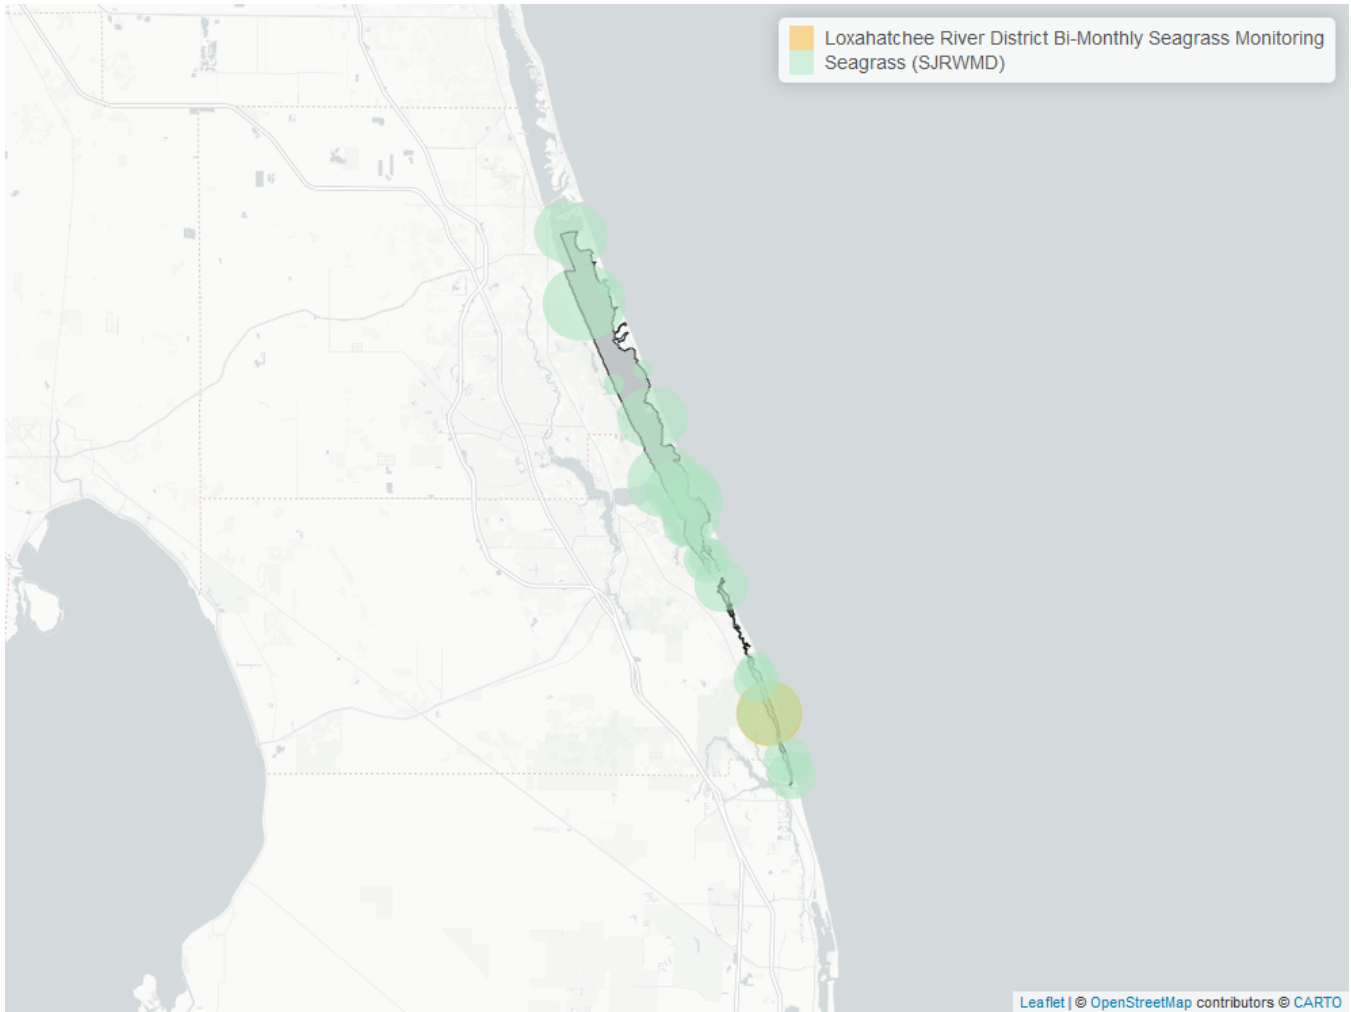 Loxahatchee River District Bi-Monthly Seagrass Monitoring
Seagrass (SJRWMD)
Leaflet | © OpenStreetMap contributors © CARTO